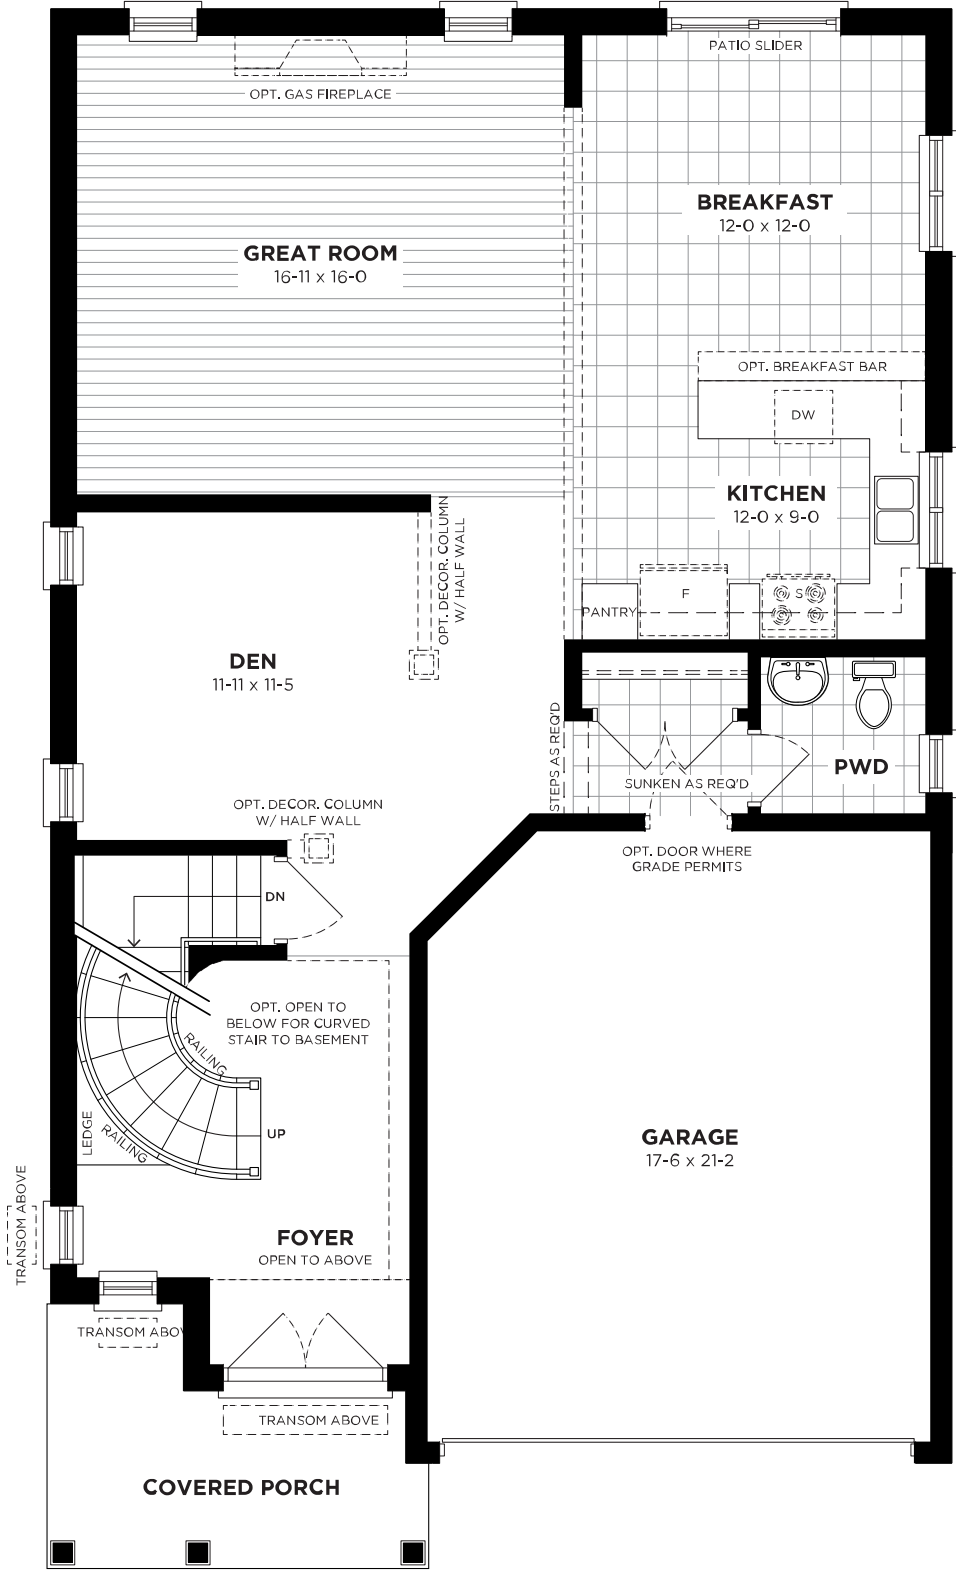 PATIO SLIDER
OPT. GAS FIREPLACE
BREAKFAST
12-0 x 12-0
GREAT ROOM
16-11 x 16-0
OPT. BREAKFAST BAR
DW
KITCHEN
12-0 x 9-0
OPT. DECOR. COLUMN
W/ HALF WALL
F
S
PANTRY
DEN
11-11 x 11-5
STEPS AS REQ'D
PWD
SUNKEN AS REQ'D
OPT. DECOR. COLUMN
W/ HALF WALL
OPT. DOOR WHERE
GRADE PERMITS
DN
OPT. OPEN TO
BELOW FOR CURVED
STAIR TO BASEMENT
RAILING
LEDGE
RAILING
UP
GARAGE
17-6 x 21-2
TRANSOM ABOVE
FOYER
OPEN TO ABOVE
TRANSOM ABOV
TRANSOM ABOVE
COVERED PORCH